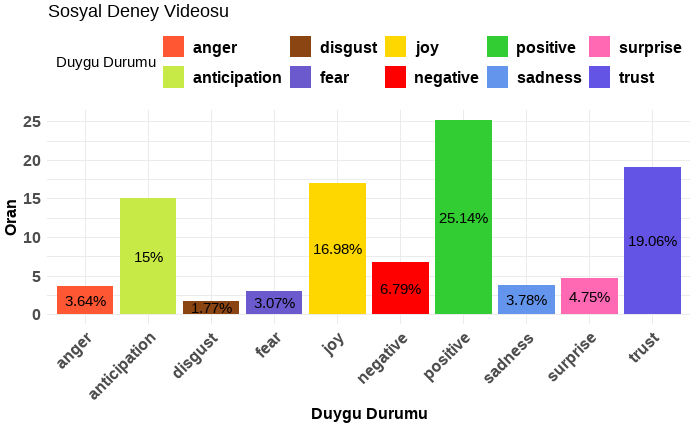 Sosyal Deney Videosu
Duygu Durumu
anger disgust joy positive surprise
anticipation fear negative sadness trust
Oran
25
20
15
10
5
0
3.64%
15%
1.77%
3.07%
16.98%
6.79%
25.14%
3.78%
4.75%
19.06%
anger
anticipation
disgust
fear
joy
negative
positive
sadness
surprise
trust
Duygu Durumu